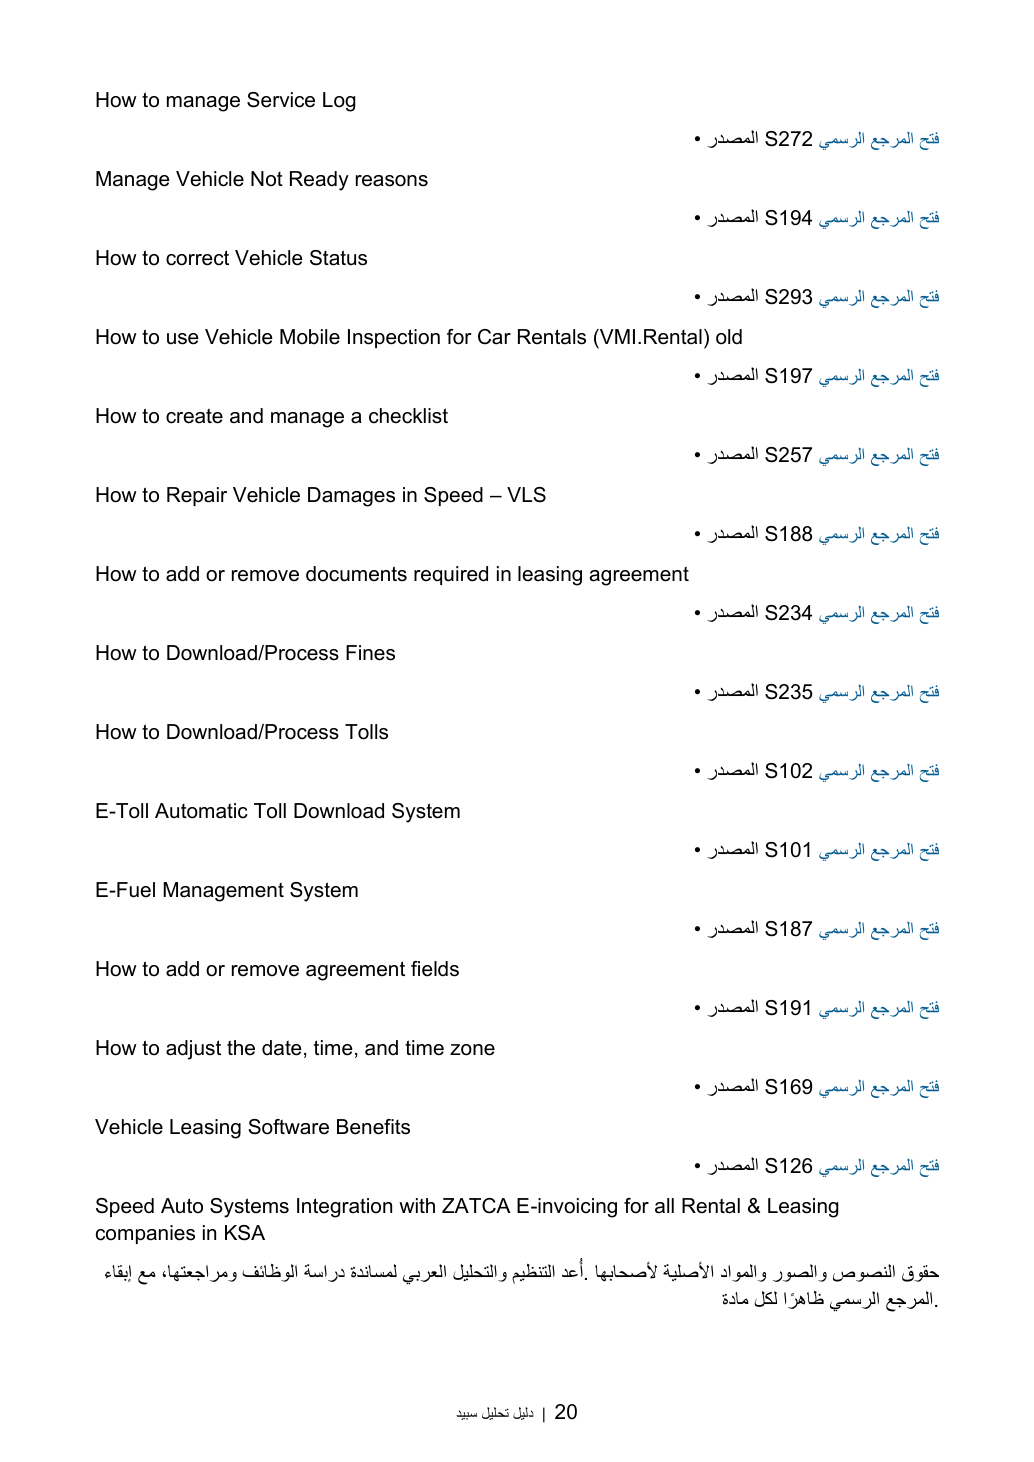 How to manage Service Log
• المصدر S272 فتح المرجع الرسمي
Manage Vehicle Not Ready reasons
• المصدر S194 فتح المرجع الرسمي
How to correct Vehicle Status
• المصدر S293 فتح المرجع الرسمي
How to use Vehicle Mobile Inspection for Car Rentals (VMI.Rental) old
• المصدر S197 فتح المرجع الرسمي
How to create and manage a checklist
• المصدر S257 فتح المرجع الرسمي
How to Repair Vehicle Damages in Speed – VLS
• المصدر S188 فتح المرجع الرسمي
How to add or remove documents required in leasing agreement
• المصدر S234 فتح المرجع الرسمي
How to Download/Process Fines
• المصدر S235 فتح المرجع الرسمي
How to Download/Process Tolls
• المصدر S102 فتح المرجع الرسمي
E-Toll Automatic Toll Download System
• المصدر S101 فتح المرجع الرسمي
E-Fuel Management System
• المصدر S187 فتح المرجع الرسمي
How to add or remove agreement fields
• المصدر S191 فتح المرجع الرسمي
How to adjust the date, time, and time zone
• المصدر S169 فتح المرجع الرسمي
Vehicle Leasing Software Benefits
• المصدر S126 فتح المرجع الرسمي
Speed Auto Systems Integration with ZATCA E-invoicing for all Rental & Leasing
companies in KSA
حقوق النصوص والصور والمواد الأصلية لأصحابها. أُعد التنظيم والتحليل العربي لمساندة دراسة الوظائف ومراجعتها، مع إبقاء
المرجع الرسمي ظاهرًا لكل مادة.
دليل تحليل سبيد | 20